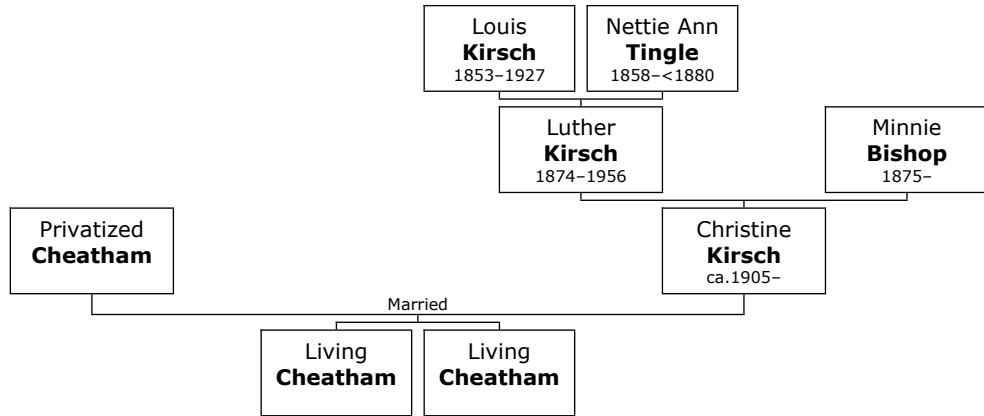 Louis
Kirsch
1853–1927
Nettie Ann
Tingle
1858–<1880
Luther
Kirsch
1874–1956
Minnie
Bishop
1875–
Privatized
Cheatham
Christine
Kirsch
ca.1905–
Married
Living
Cheatham
Living
Cheatham